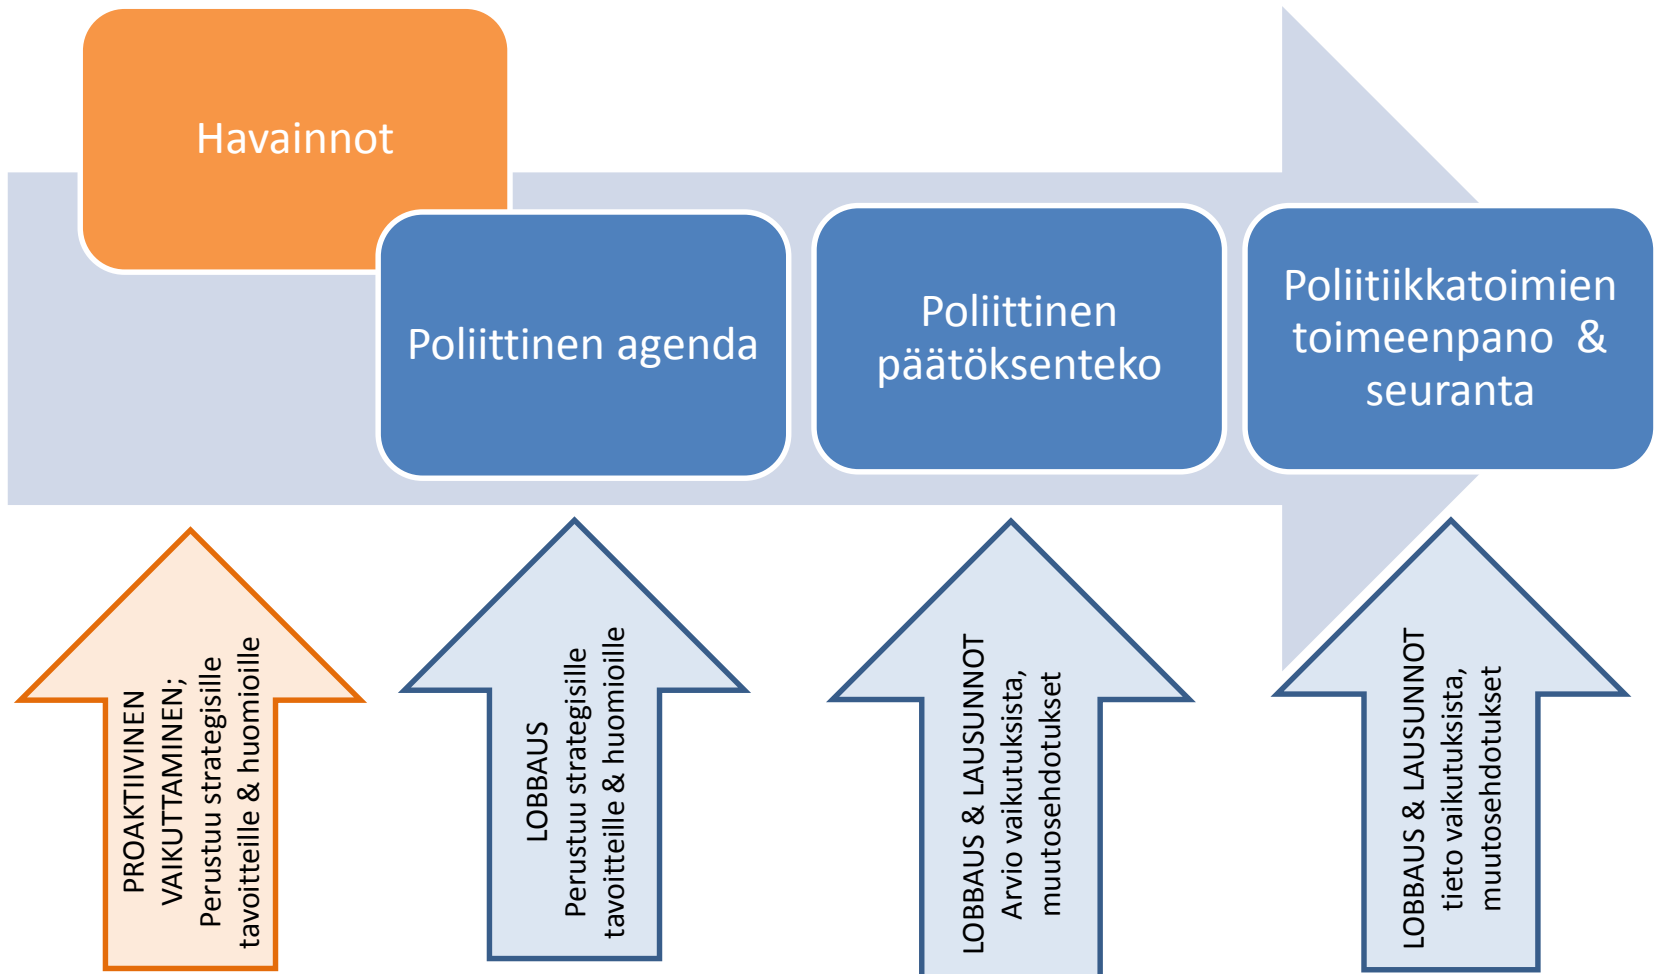 Havainnot
Poliittinen agenda
Poliittinen
päätöksenteko
Poliitiikkatoimien
toimeenpano  &
seuranta
PROAKTIIVINEN
VAIKUTTAMINEN;
Perustuu strategisille
tavoitteille & huomioille
LOBBAUS
Perustuu strategisille
tavoitteille & huomioille
LOBBAUS & LAUSUNNOT
Arvio vaikutuksista,
muutosehdotukset
LOBBAUS & LAUSUNNOT
tieto vaikutuksista,
muutosehdotukset